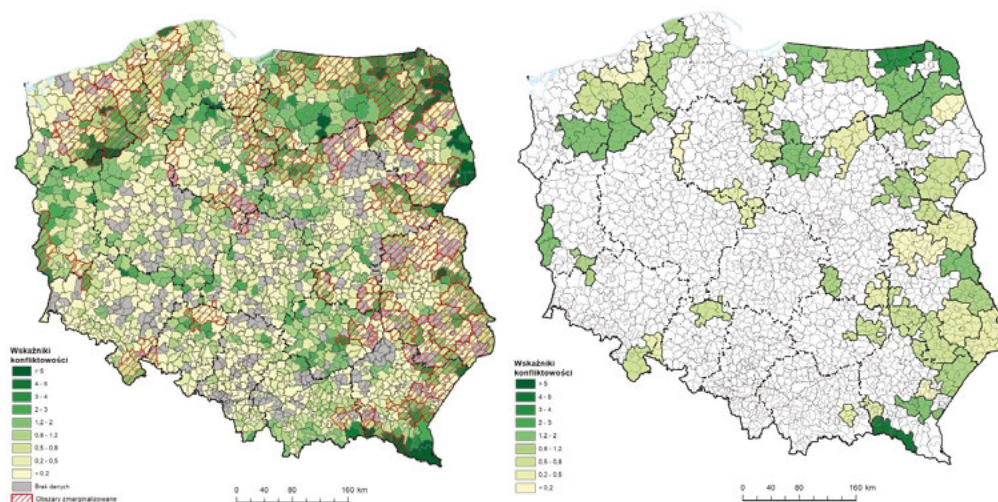 Wskaźniki
konfliktowości
> 5
4 - 5
3 - 4
2 - 3
1,2 - 2
0,8 - 1,2
0,5 - 0,8
0,2 - 0,5
< 0,2
Brak danych
Obszary zmarginalizowane
0 40 80 160 km
Wskaźniki
konfliktowości
> 5
4 - 5
3 - 4
2 - 3
1,2 - 2
0,8 - 1,2
0,5 - 0,8
0,2 - 0,5
< 0,2
0 40 80 160 km